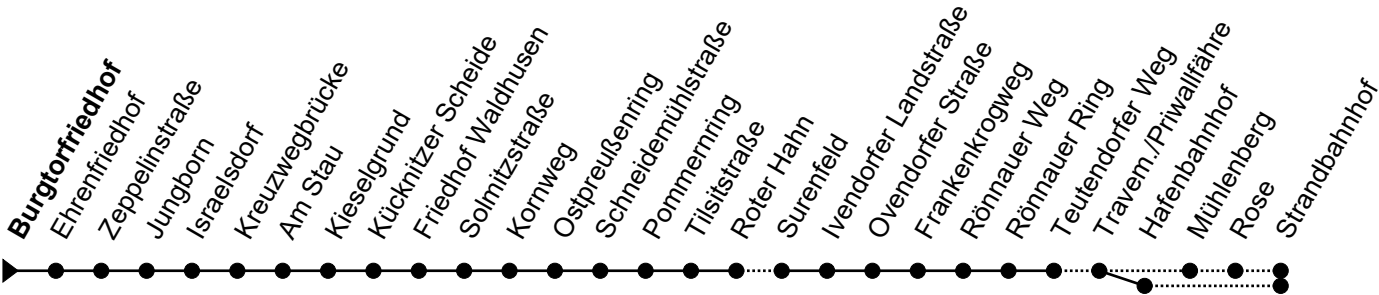 Burgtorfriedhof
Ehrenfriedhof
Zeppelinstraße
Jungborn
Israelsdorf
Kreuzwegbrücke
Am Stau
Kieselgrund
Kücknitzer Scheide
Friedhof Waldhusen
Solmitzstraße
Kornweg
Ostpreußenring
Schneidemühlstraße
Pommernring
Tilsitstraße
Roter Hahn
Surenfeld
Ivendorfer Landstraße
Ovendorfer Straße
Frankenkrogweg
Rönnauer Weg
Rönnauer Ring
Teutendorfer Weg
Travem./Priwallfähre
Hafenbahnhof
Mühlenberg
Rose
Strandbahnhof